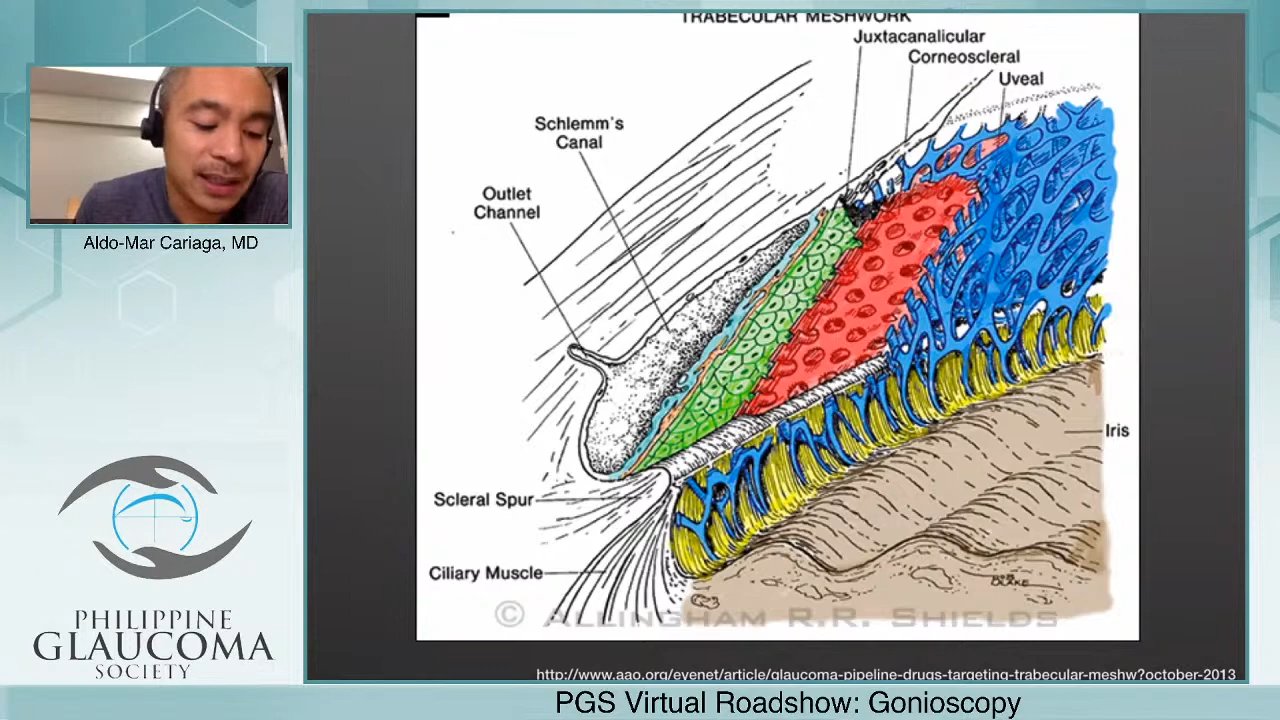 TRABECULAR MESHWORK
Juxtacanalicular
Corneoscleral
Uveal
Schlemm's
Canal
Outlet
Channel
Iris
Scleral Spur
Ciliary Muscle
© ALLINGHAM R.R. SHIELDS
Aldo-Mar Cariaga, MD
PHILIPPINE
GLAUCOMA
SOCIETY
http://www.aao.org/eyenet/article/glaucoma-pipeline-drugs-targeting-trabecular-meshw?october-2013
PGS Virtual Roadshow: Gonioscopy